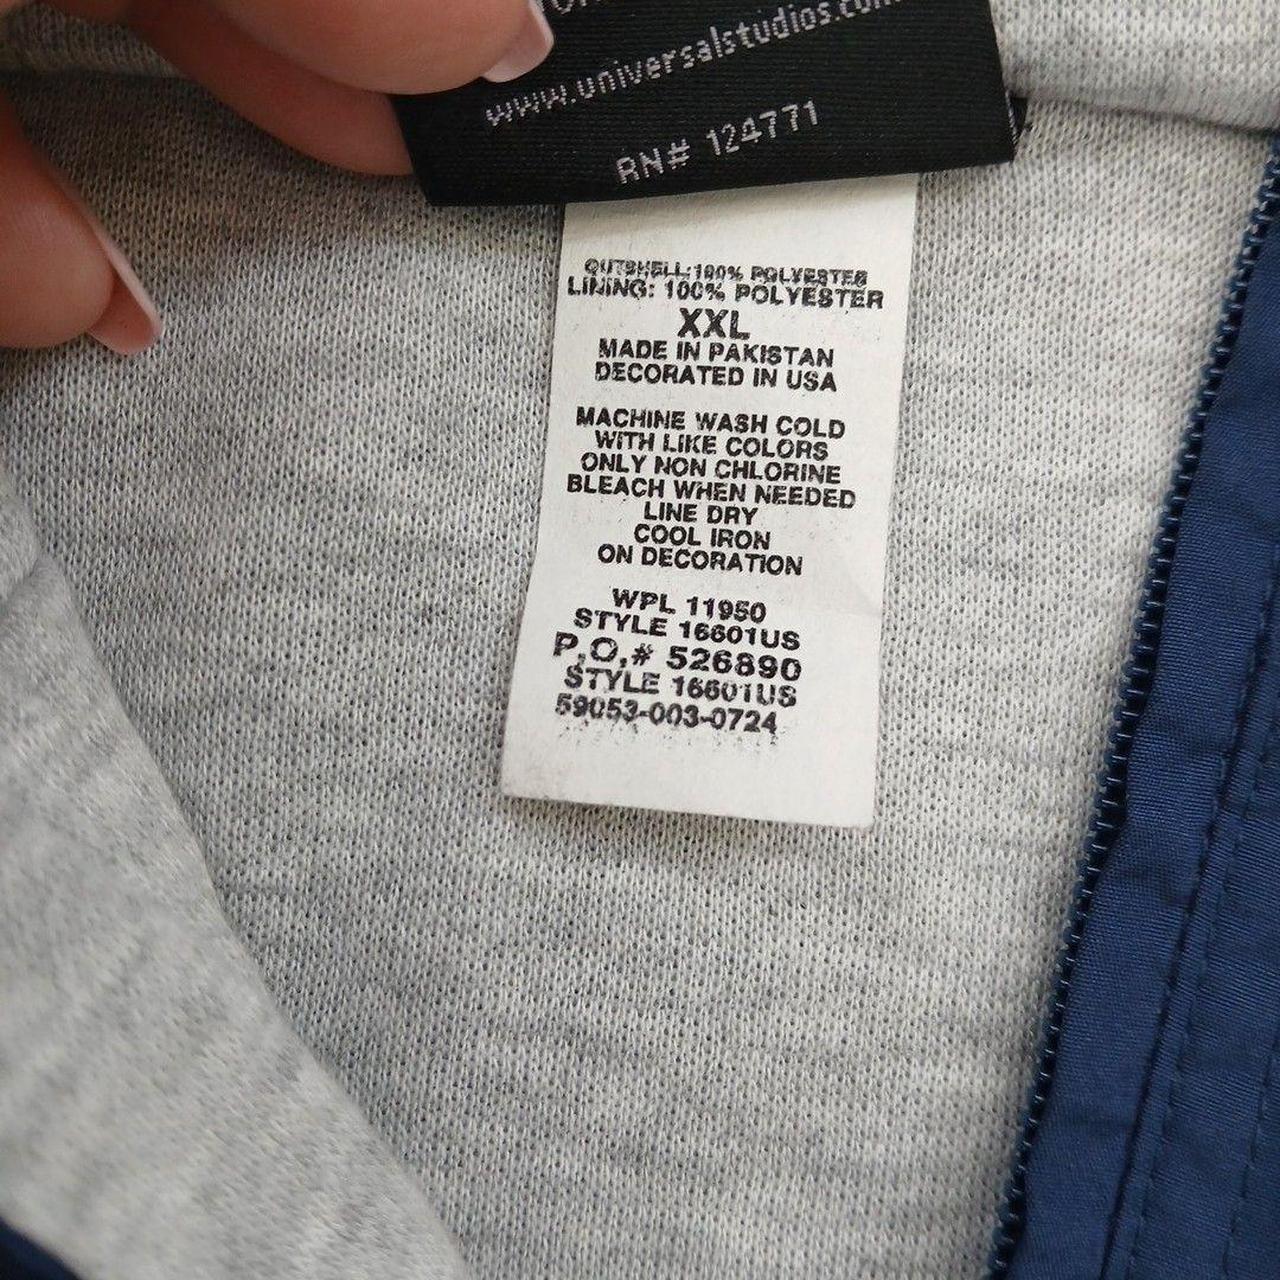 www.universalstudios.com
RN# 124771
OUTSHELL:100% POLYESTER
LINING: 100% POLYESTER
XXL
MADE IN PAKISTAN
DECORATED IN USA
MACHINE WASH COLD
WITH LIKE COLORS
ONLY NON CHLORINE
BLEACH WHEN NEEDED
LINE DRY
COOL IRON
ON DECORATION
WPL 11950
STYLE 16601US
P.O.# 526890
STYLE 16601US
59053-003-0724